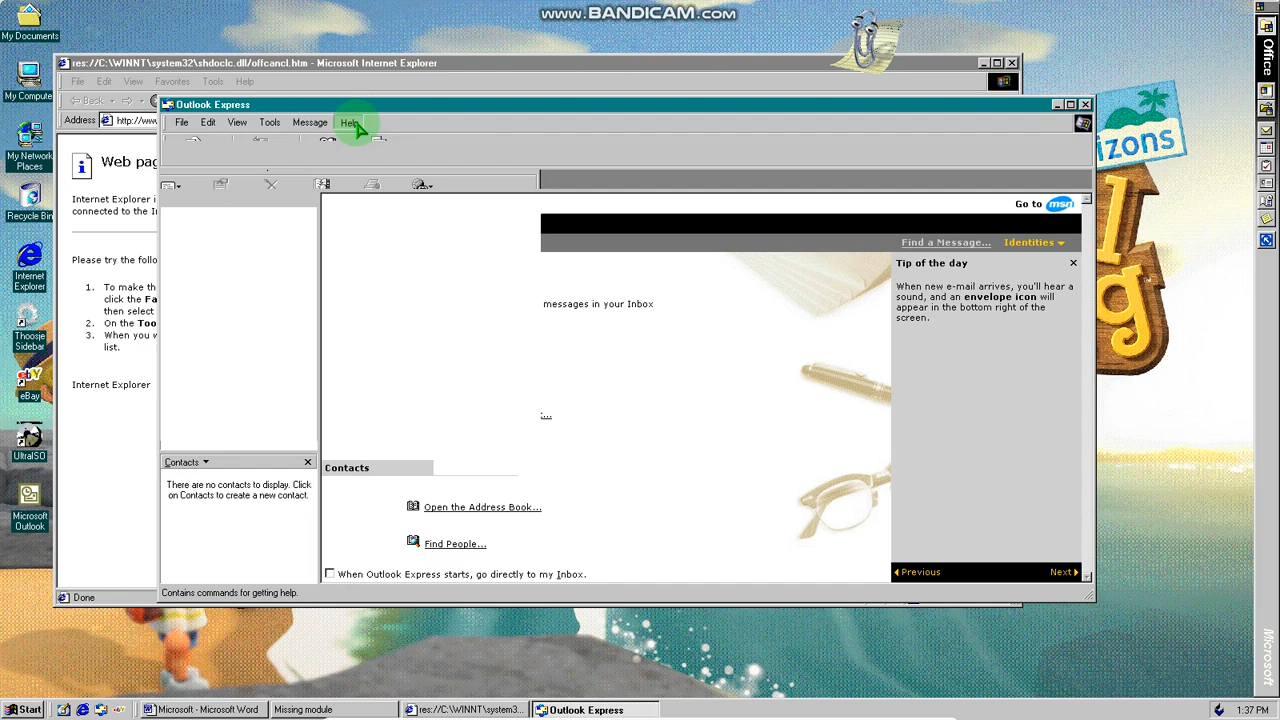 www.BANDICAM.com
My Documents
res://C:\WINNT\system32\shdoclc.dll/offcancl.htm - Microsoft Internet Explorer
File Edit View Favorites Tools Help
My Compute
Back
Address http://www
Outlook Express
File Edit View Tools Message Help
izons
My Network
Places
Web pag
Internet Explorer i
connected to the I
Recycle Bin
Please try the follo
1. To make th
click the Fa
then select
2. On the Too
3. When you w
list.
Internet Explorer
Internet
Explorer
Thoosje
Sidebar
eBay
UltraISO
Microsoft
Outlook
Go to msn
Find a Message... Identities
Tip of the day
When new e-mail arrives, you'll hear a
sound, and an envelope icon will
appear in the bottom right of the
screen.
messages in your Inbox
:...
Contacts
There are no contacts to display. Click
on Contacts to create a new contact.
Contacts
Open the Address Book...
Find People...
When Outlook Express starts, go directly to my Inbox.
Previous Next
Contains commands for getting help.
Done
l
g
Office
Microsoft
Start Microsoft - Microsoft Word Missing module res://C:\WINNT\system3... Outlook Express 1:37 PM